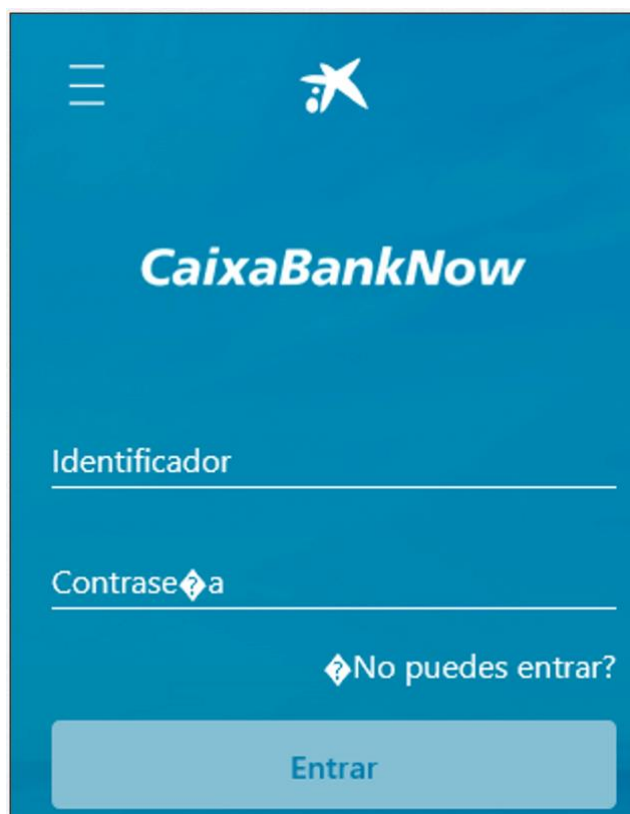 CaixaBankNow
Identificador
Contrase�a
�No puedes entrar?
Entrar